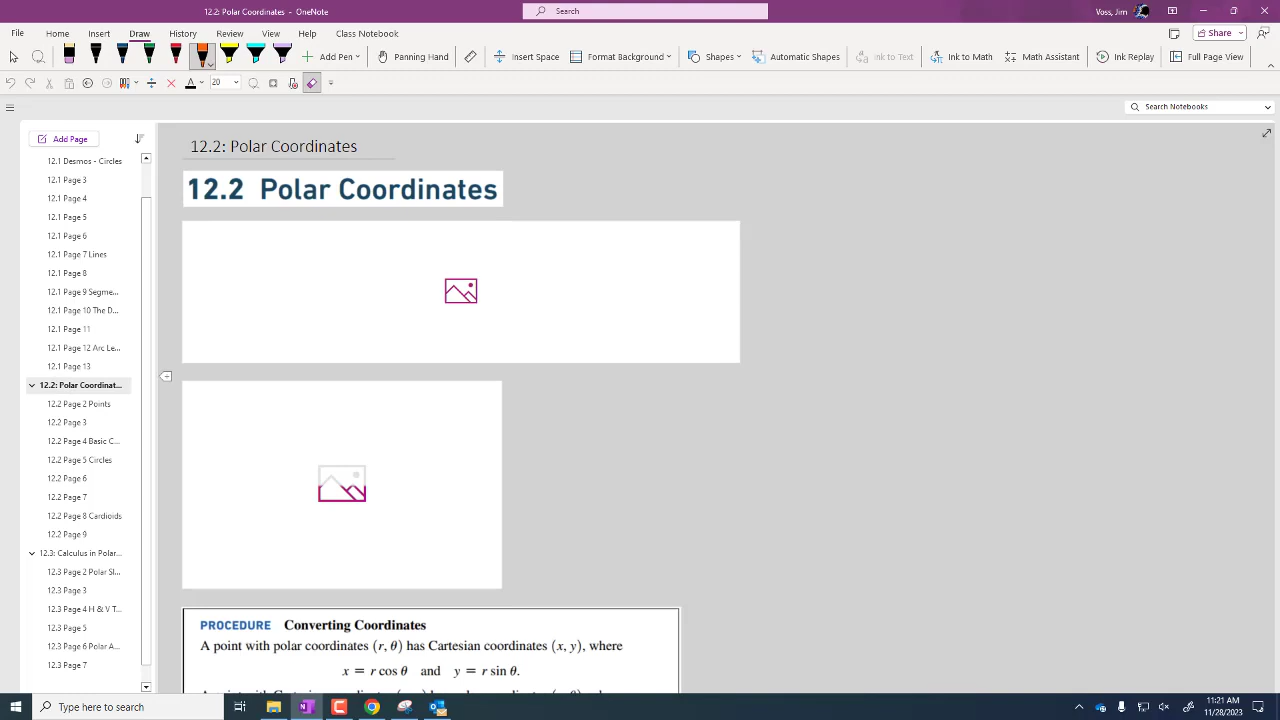 12.2: Polar Coordinates - OneNote
Search
Voss, Jim
File Home Insert Draw History Review View Help Class Notebook
Share
Add Pen Panning Hand Insert Space Format Background Shapes Automatic Shapes Ink to Text Ink to Math Math Assistant Ink Replay Full Page View
20
Search Notebooks
Add Page
12.1 Desmos - Circles
12.1 Page 3
12.1 Page 4
12.1 Page 5
12.1 Page 6
12.1 Page 7 Lines
12.1 Page 8
12.1 Page 9 Segme...
12.1 Page 10 The D...
12.1 Page 11
12.1 Page 12 Arc Le...
12.1 Page 13
12.2: Polar Coordinat...
12.2 Page 2 Points
12.2 Page 3
12.2 Page 4 Basic C...
12.2 Page 5 Circles
12.2 Page 6
12.2 Page 7
12.2 Page 8 Cardioids
12.2 Page 9
12.3: Calculus in Polar...
12.3 Page 2 Polar Sl...
12.3 Page 3
12.3 Page 4 H & V T...
12.3 Page 5
12.3 Page 6 Polar A...
12.3 Page 7
12.2: Polar Coordinates
12.2 Polar Coordinates
PROCEDURE Converting Coordinates
A point with polar coordinates (r, θ) has Cartesian coordinates (x, y), where
x = r cos θ and y = r sin θ.
Type here to search
11:21 AM
11/28/2023